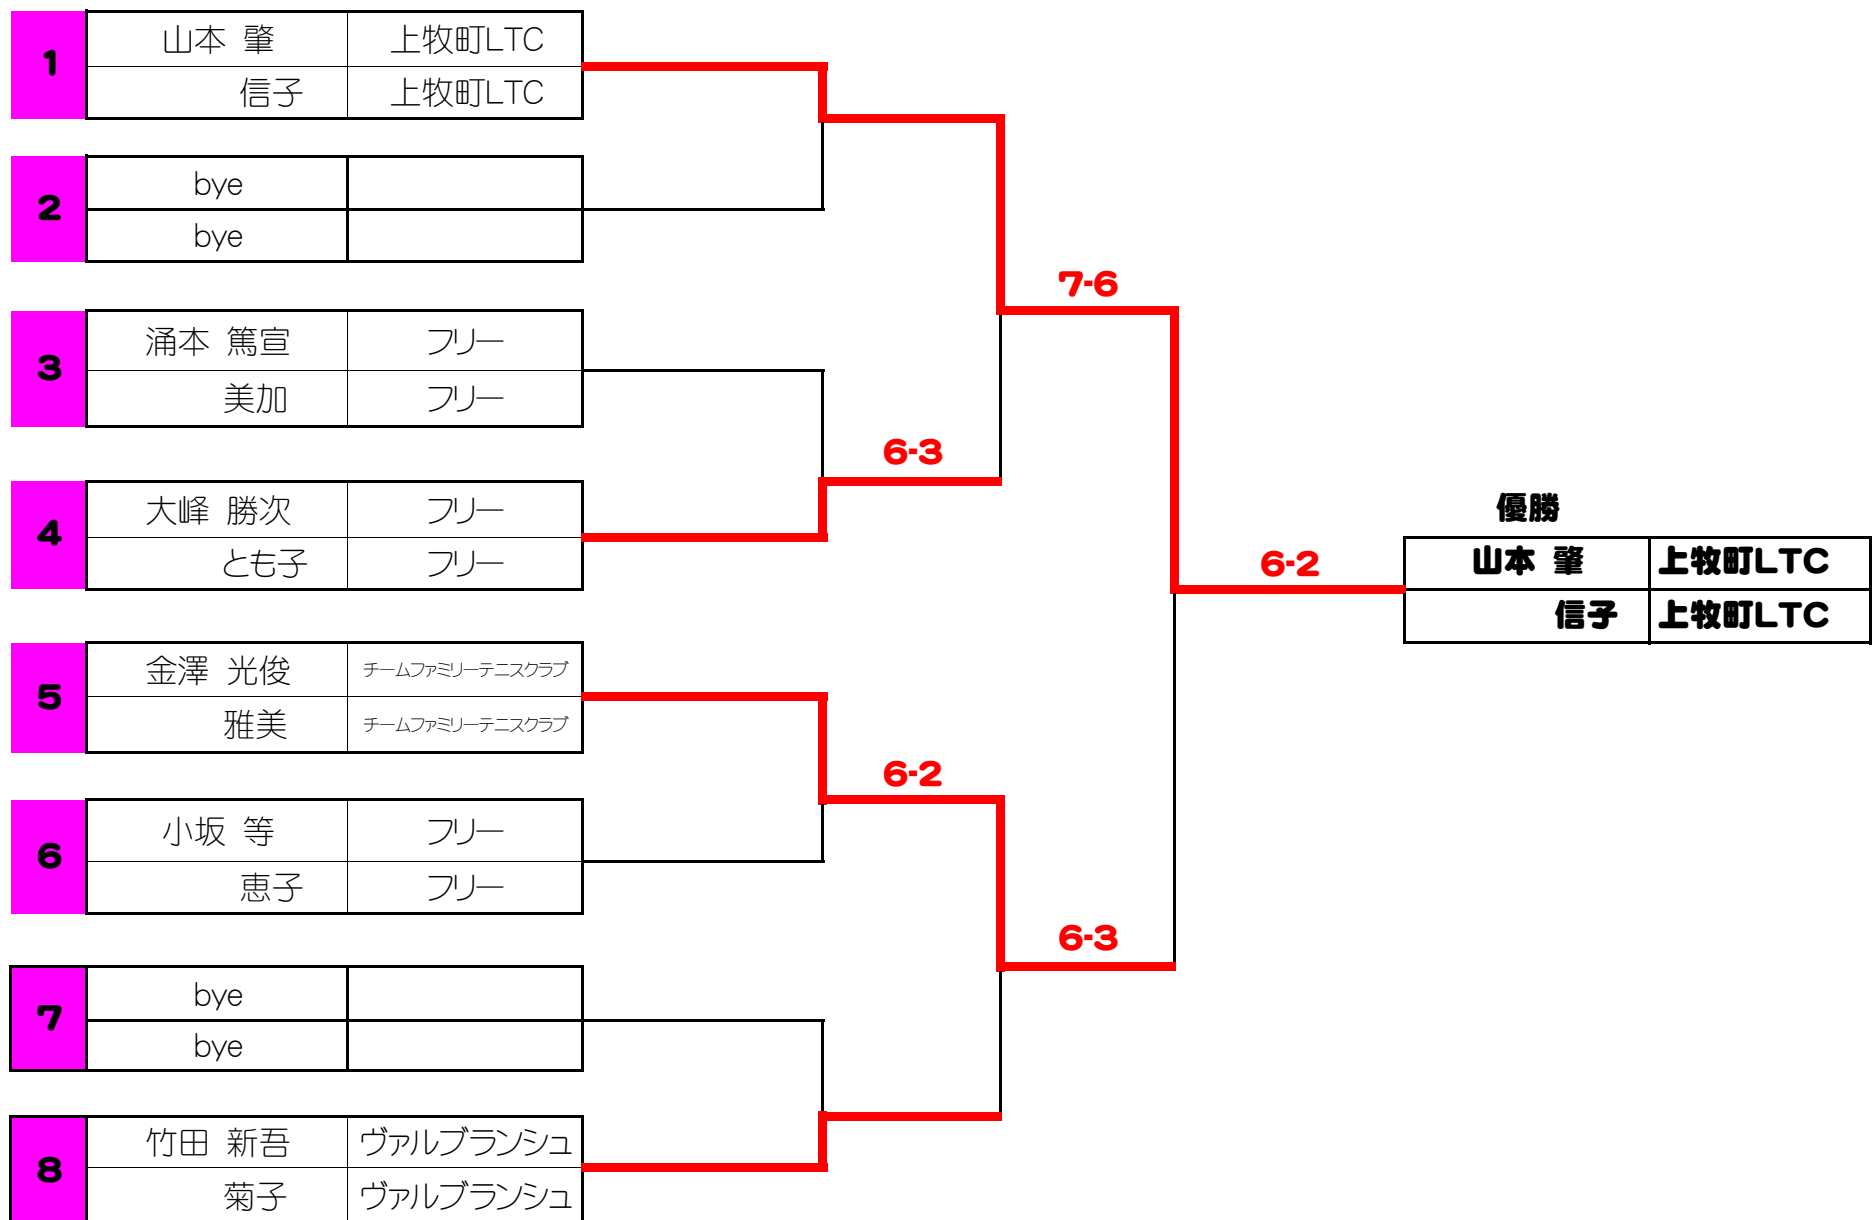 1 山本 肇 上牧町LTC
信子 上牧町LTC
2 bye
bye
7-6
3 涌本 篤宣 フリー
美加 フリー
6-3
4 大峰 勝次 フリー
とも子 フリー
優勝
山本 肇 上牧町LTC
6-2
信子 上牧町LTC
5 金澤 光俊 チームファミリーテニスクラブ
雅美 チームファミリーテニスクラブ
6-2
6 小坂 等 フリー
恵子 フリー
6-3
7 bye
bye
8 竹田 新吾 ヴァルブランシュ
菊子 ヴァルブランシュ